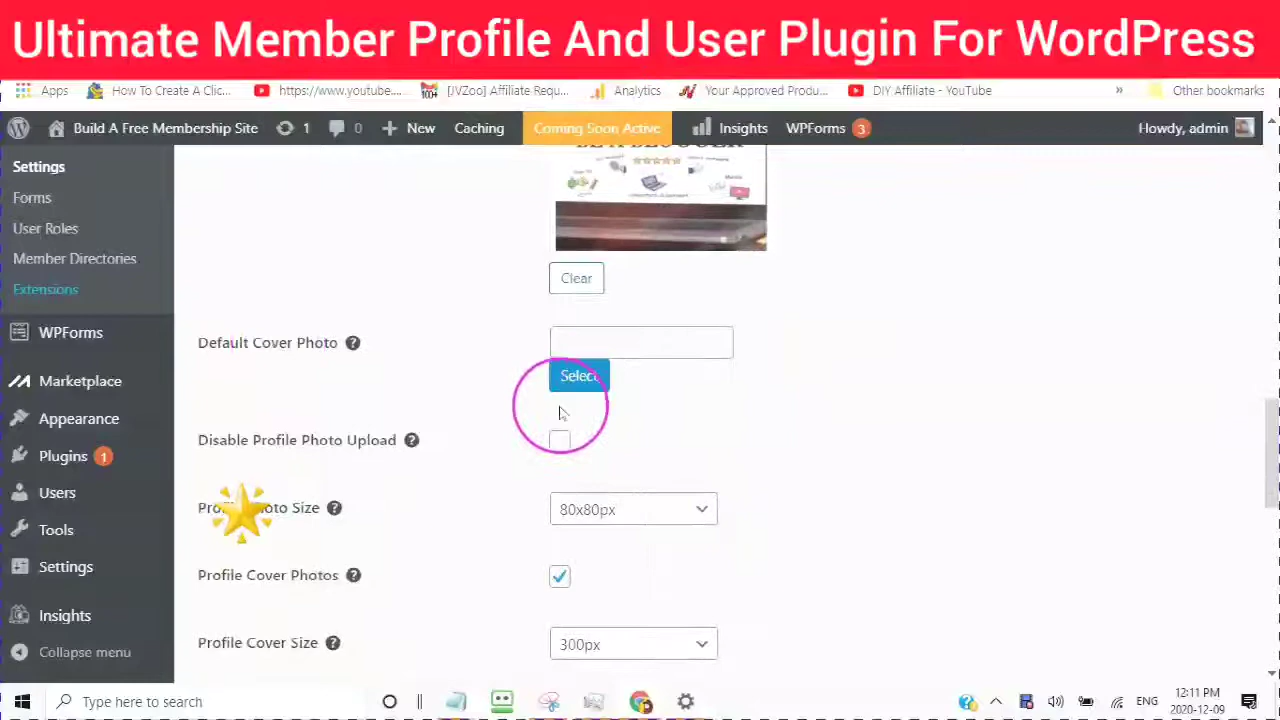 Ultimate Member Profile And User Plugin For WordPress
Apps How To Create A Clic... https://www.youtube.... [JVZoo] Affiliate Requ... Analytics Your Approved Produ... DIY Affiliate - YouTube » Other bookmarks
Build A Free Membership Site 1 0 New Caching Coming Soon Active Insights WPForms 3 Howdy, admin
Settings
Forms
User Roles
Member Directories
Extensions
WPForms
Marketplace
Appearance
Plugins 1
Users
Tools
Settings
Insights
Collapse menu
Clear
Default Cover Photo ?
Select
Disable Profile Photo Upload ?
Size ? 80x80px
Profile Cover Photos ?
Profile Cover Size ? 300px
Type here to search
ENG
12:11 PM
2020-12-09